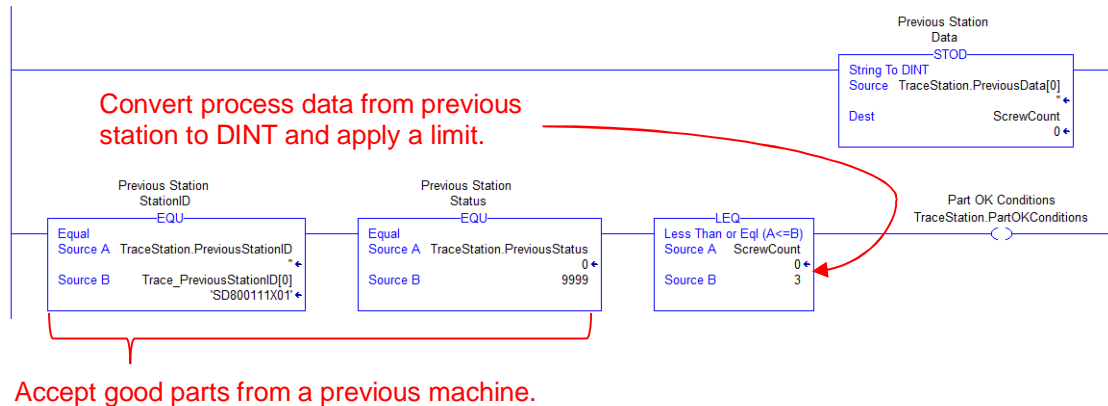 Previous Station
Data
STOD
String To DINT
Source TraceStation.PreviousData[0]
''
Dest ScrewCount
0
Convert process data from previous
station to DINT and apply a limit.
Previous Station
StationID
EQU
Equal
Source A TraceStation.PreviousStationID
''
Source B Trace_PreviousStationID[0]
'SD800111X01'
Previous Station
Status
EQU
Equal
Source A TraceStation.PreviousStatus
0
Source B 9999
LEQ
Less Than or Eql (A<=B)
Source A ScrewCount
0
Source B 3
Part OK Conditions
TraceStation.PartOKConditions
Accept good parts from a previous machine.